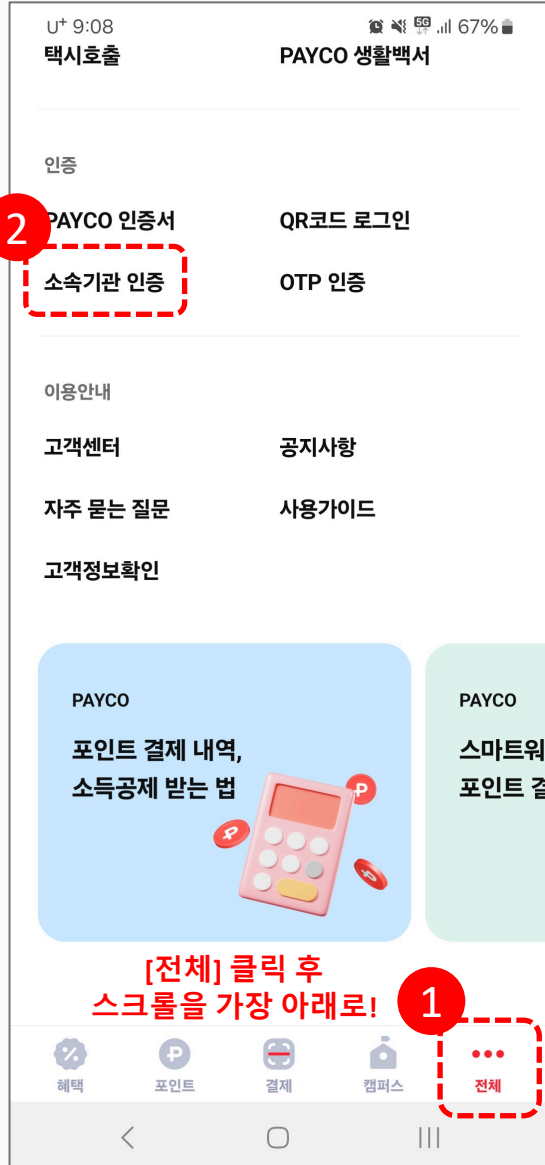 U+ 9:08 5G 67%
택시호출 PAYCO 생활백서
인증
2
PAYCO 인증서 QR코드 로그인
소속기관 인증 OTP 인증
이용안내
고객센터 공지사항
자주 묻는 질문 사용가이드
고객정보확인
PAYCO
포인트 결제 내역,
소득공제 받는 법
PAYCO
스마트워
포인트 결
[전체] 클릭 후
스크롤을 가장 아래로!
1
혜택 포인트 결제 캠퍼스 전체